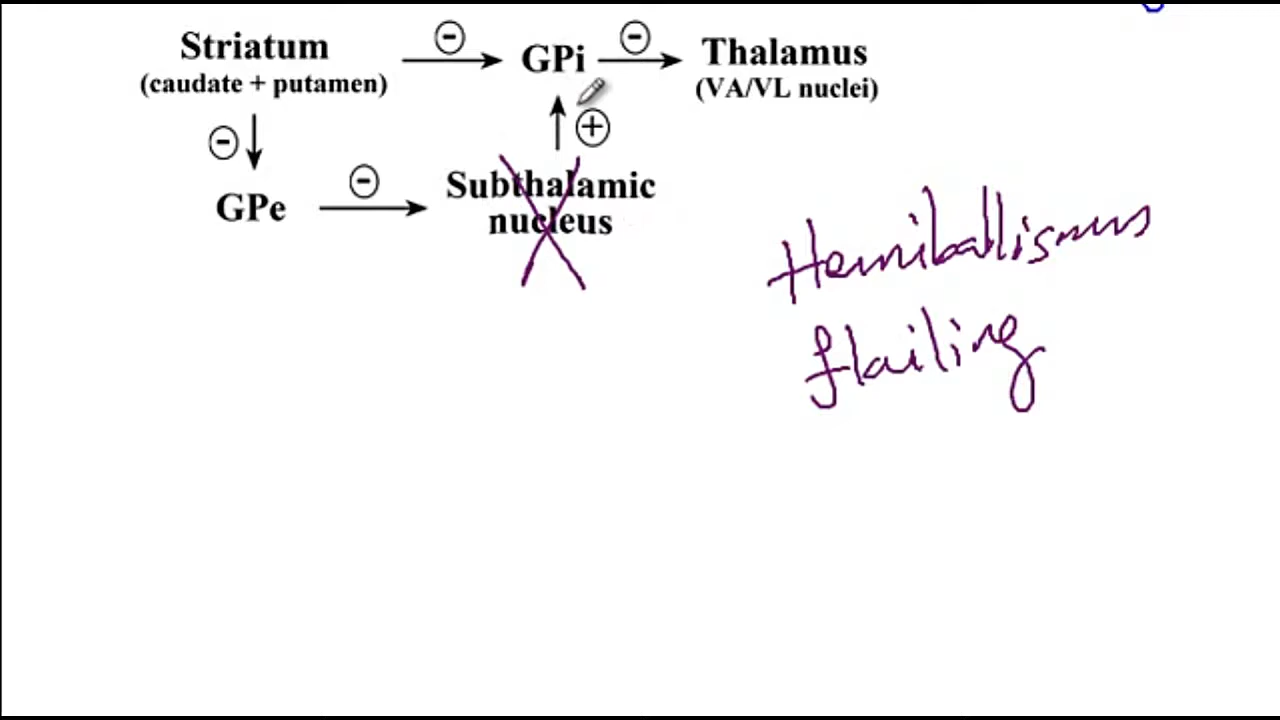 Striatum
(caudate + putamen)
-
GPi
-
Thalamus
(VA/VL nuclei)
-
+
GPe
-
Subthalamic
nucleus
Hemiballismus
flailing